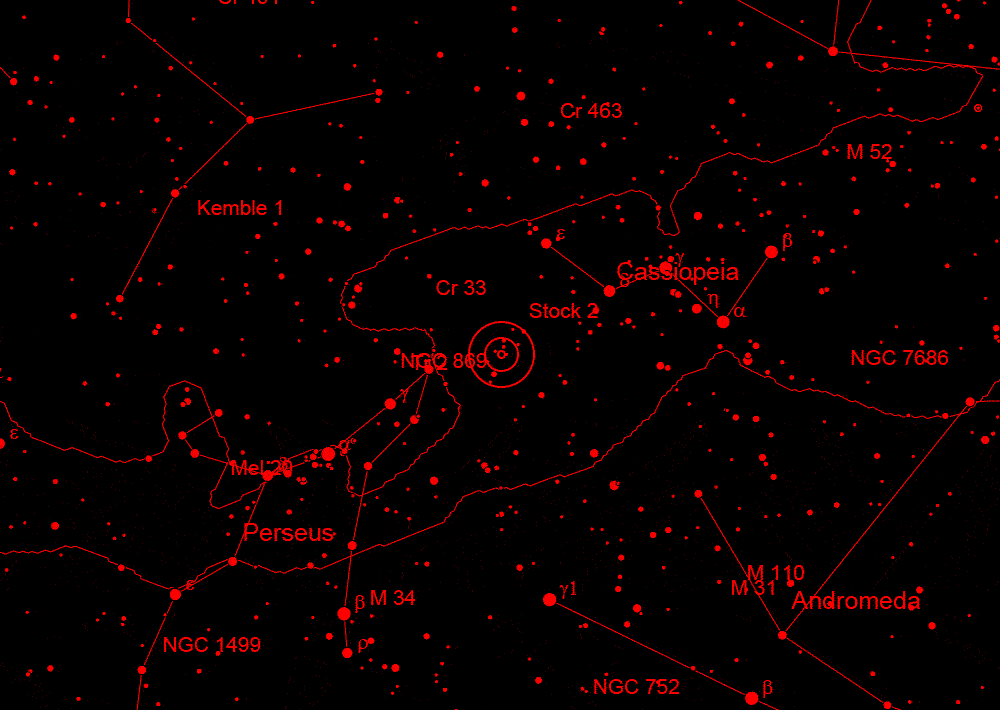 Cr 463
M 52
Kemble 1
ε
β
γ
Cassiopeia
δ
Cr 33
η
Stock 2
α
NGC 869
NGC 7686
γ
ε
α
Mel 20
Perseus
M 110
γ1
ε
M 31
β
M 34
Andromeda
ρ
NGC 1499
NGC 752
β